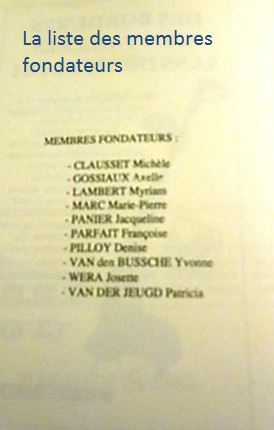 La liste des membres
fondateurs
MEMBRES FONDATEURS :
- CLAUSSET Michèle
- GOSSIAUX Axelle
- LAMBERT Myriam
- MARC Marie-Pierre
- PANIER Jacqueline
- PARFAIT Françoise
- PILLOY Denise
- VAN den BUSSCHE Yvonne
- WERA Josette
- VAN DER JEUGD Patricia